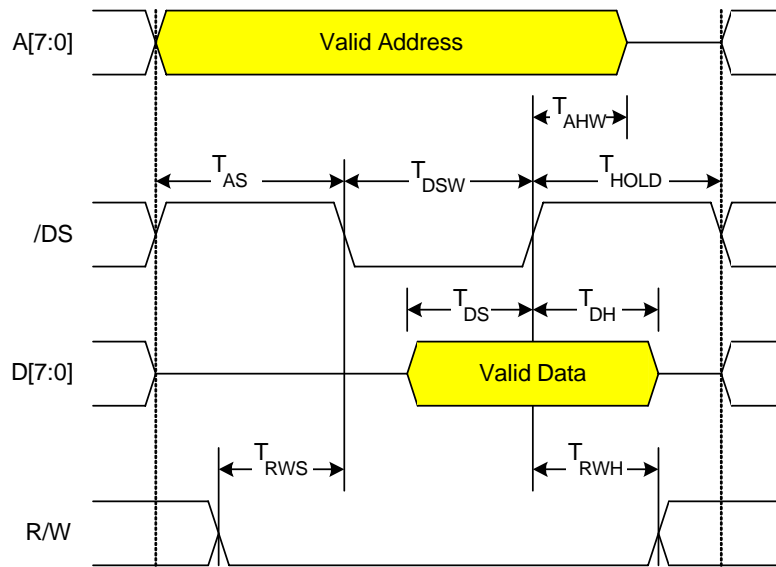 A[7:0]
Valid Address
TAHW
TAS
TDSW
THOLD
/DS
TDS
TDH
D[7:0]
Valid Data
TRWS
TRWH
R/W